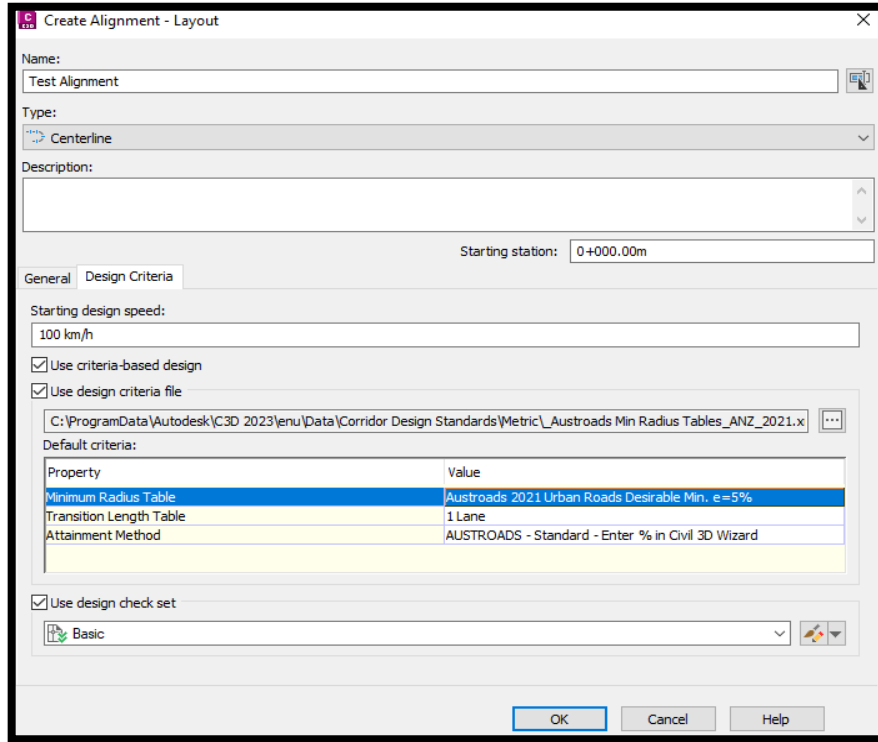 C
C3D
Create Alignment - Layout
Name:
Test Alignment
Type:
Centerline
Description:
Starting station: 0+000.00m
General Design Criteria
Starting design speed:
100 km/h
Use criteria-based design
Use design criteria file
C:\ProgramData\Autodesk\C3D 2023\enu\Data\Corridor Design Standards\Metric\_Austroads Min Radius Tables_ANZ_2021.x ...
Default criteria:
Property Value
Minimum Radius Table Austroads 2021 Urban Roads Desirable Min. e=5%
Transition Length Table 1 Lane
Attainment Method AUSTROADS - Standard - Enter % in Civil 3D Wizard
Use design check set
Basic
OK Cancel Help